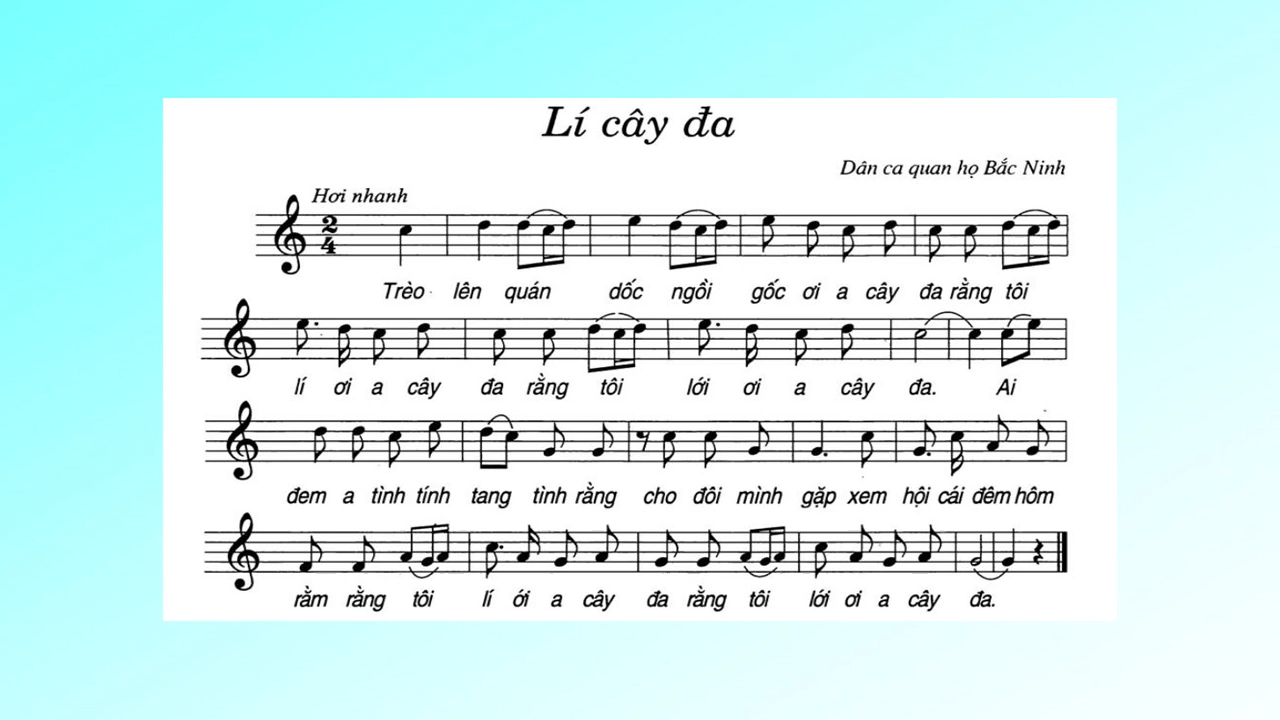 Lí cây đa
Dân ca quan họ Bắc Ninh
Hơi nhanh
2
4
Trèo lên quán dốc ngồi gốc ơi a cây đa rằng tôi
lí ơi a cây đa rằng tôi lới ơi a cây đa. Ai
đem a tình tính tang tình rằng cho đôi mình gặp xem hội cái đêm hôm
rằm rằng tôi lí ới a cây đa rằng tôi lới ơi a cây đa.